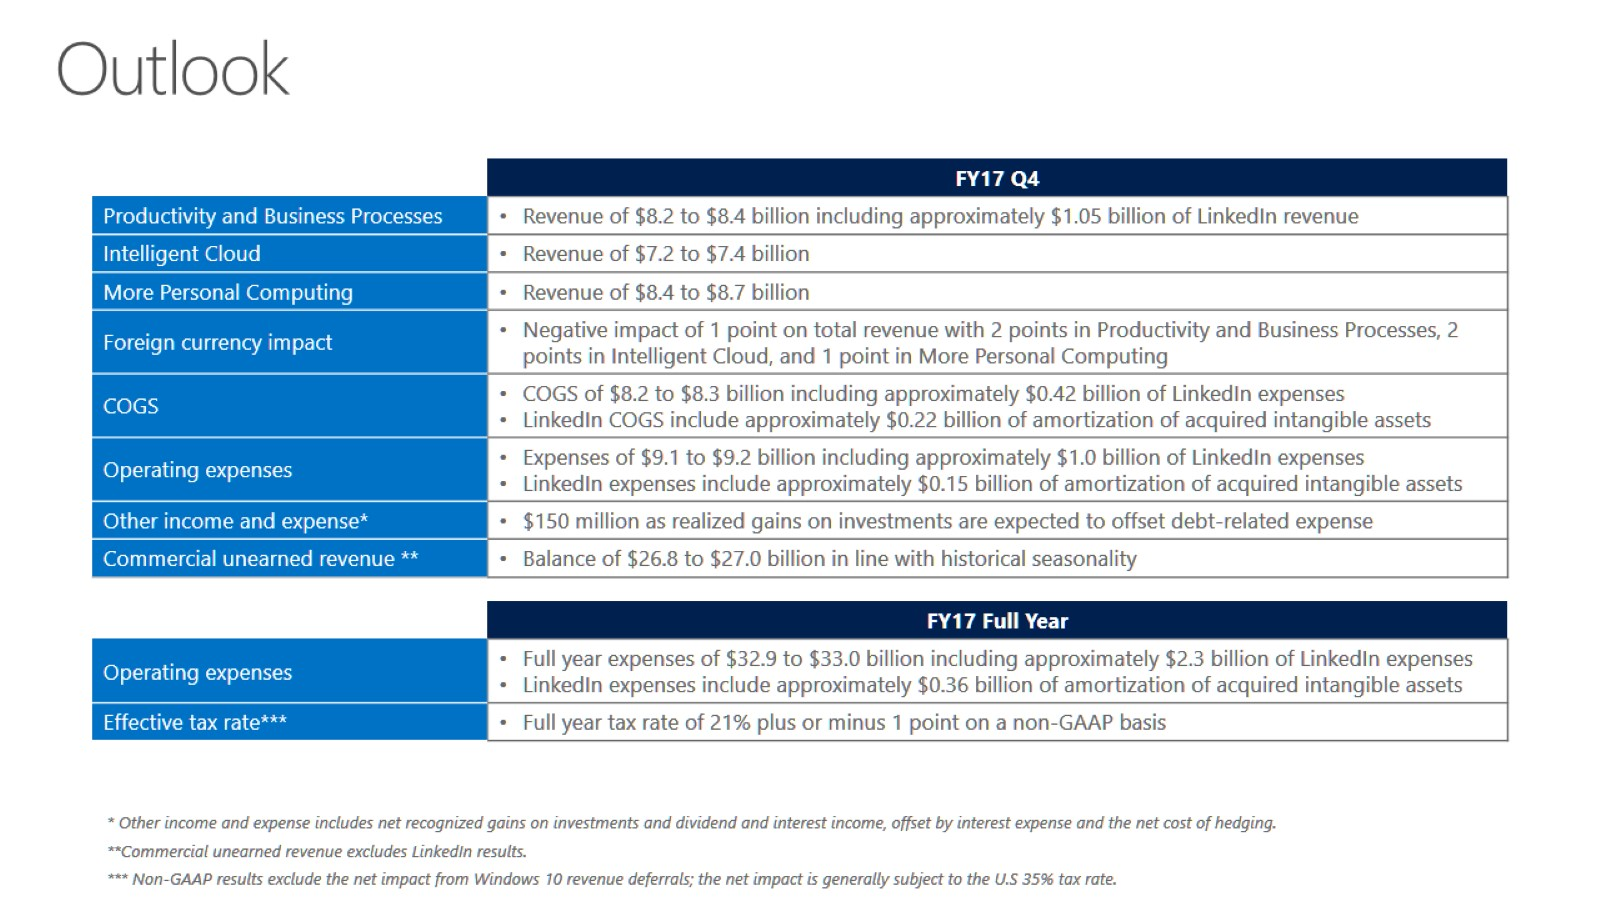 Outlook
FY17 Q4
Productivity and Business Processes
• Revenue of $8.2 to $8.4 billion including approximately $1.05 billion of LinkedIn revenue
Intelligent Cloud
• Revenue of $7.2 to $7.4 billion
More Personal Computing
• Revenue of $8.4 to $8.7 billion
Foreign currency impact
• Negative impact of 1 point on total revenue with 2 points in Productivity and Business Processes, 2
points in Intelligent Cloud, and 1 point in More Personal Computing
COGS
• COGS of $8.2 to $8.3 billion including approximately $0.42 billion of LinkedIn expenses
• LinkedIn COGS include approximately $0.22 billion of amortization of acquired intangible assets
Operating expenses
• Expenses of $9.1 to $9.2 billion including approximately $1.0 billion of LinkedIn expenses
• LinkedIn expenses include approximately $0.15 billion of amortization of acquired intangible assets
Other income and expense*
• $150 million as realized gains on investments are expected to offset debt-related expense
Commercial unearned revenue **
• Balance of $26.8 to $27.0 billion in line with historical seasonality
FY17 Full Year
Operating expenses
• Full year expenses of $32.9 to $33.0 billion including approximately $2.3 billion of LinkedIn expenses
• LinkedIn expenses include approximately $0.36 billion of amortization of acquired intangible assets
Effective tax rate***
• Full year tax rate of 21% plus or minus 1 point on a non-GAAP basis
* Other income and expense includes net recognized gains on investments and dividend and interest income, offset by interest expense and the net cost of hedging.
**Commercial unearned revenue excludes LinkedIn results.
*** Non-GAAP results exclude the net impact from Windows 10 revenue deferrals; the net impact is generally subject to the U.S 35% tax rate.